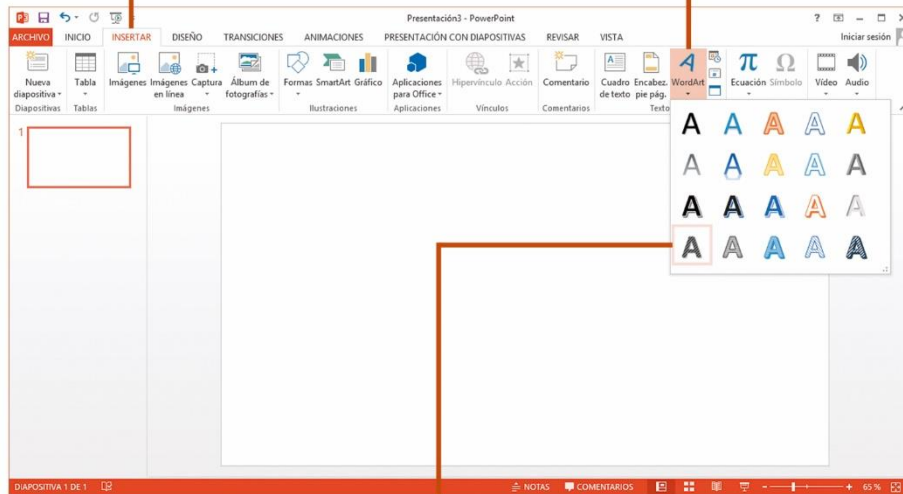 Presentación3 - PowerPoint
ARCHIVO INICIO INSERTAR DISEÑO TRANSICIONES ANIMACIONES PRESENTACIÓN CON DIAPOSITIVAS REVISAR VISTA Iniciar sesión
Nueva diapositiva
Tabla
Imágenes
Imágenes en línea
Captura
Álbum de fotografías
Formas
SmartArt
Gráfico
Aplicaciones para Office
Hipervínculo
Acción
Comentario
Cuadro de texto
Encabez. pie pág.
WordArt
Ecuación
Símbolo
Vídeo
Audio
Diapositivas Tablas Imágenes Ilustraciones Aplicaciones Vínculos Comentarios Texto
1
A A A A A
A A A A A
A A A A A
A A A A A
DIAPOSITIVA 1 DE 1 NOTAS COMENTARIOS 65 %